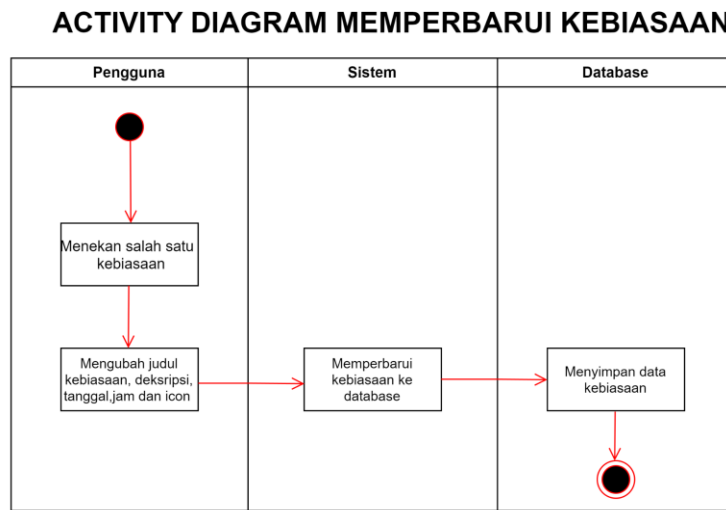 ACTIVITY DIAGRAM MEMPERBARUI KEBIASAAN
Pengguna
Sistem
Database
Menekan salah satu
kebiasaan
Mengubah judul
kebiasaan, deksripsi,
tanggal,jam dan icon
Memperbarui
kebiasaan ke
database
Menyimpan data
kebiasaan